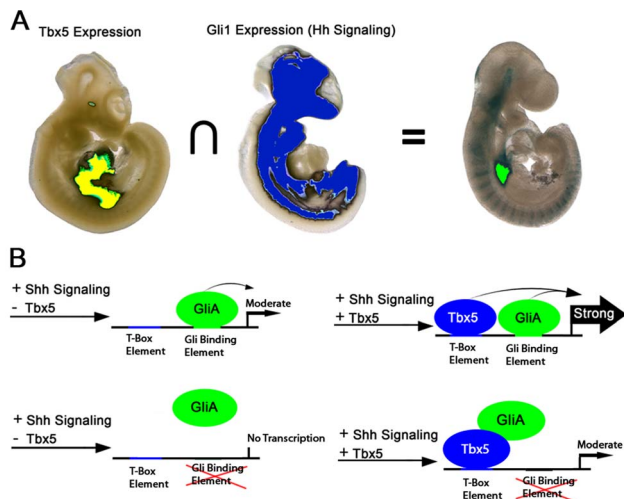 A
Tbx5 Expression
Gli1 Expression (Hh Signaling)
∩
=
B
+ Shh Signaling
- Tbx5
GliA
Moderate
T-Box
Element
Gli Binding
Element
+ Shh Signaling
+ Tbx5
Tbx5
GliA
Strong
T-Box
Element
Gli Binding
Element
+ Shh Signaling
- Tbx5
GliA
No Transcription
T-Box
Element
Gli Binding
Element
+ Shh Signaling
+ Tbx5
GliA
Tbx5
Moderate
T-Box
Element
Gli Binding
Element